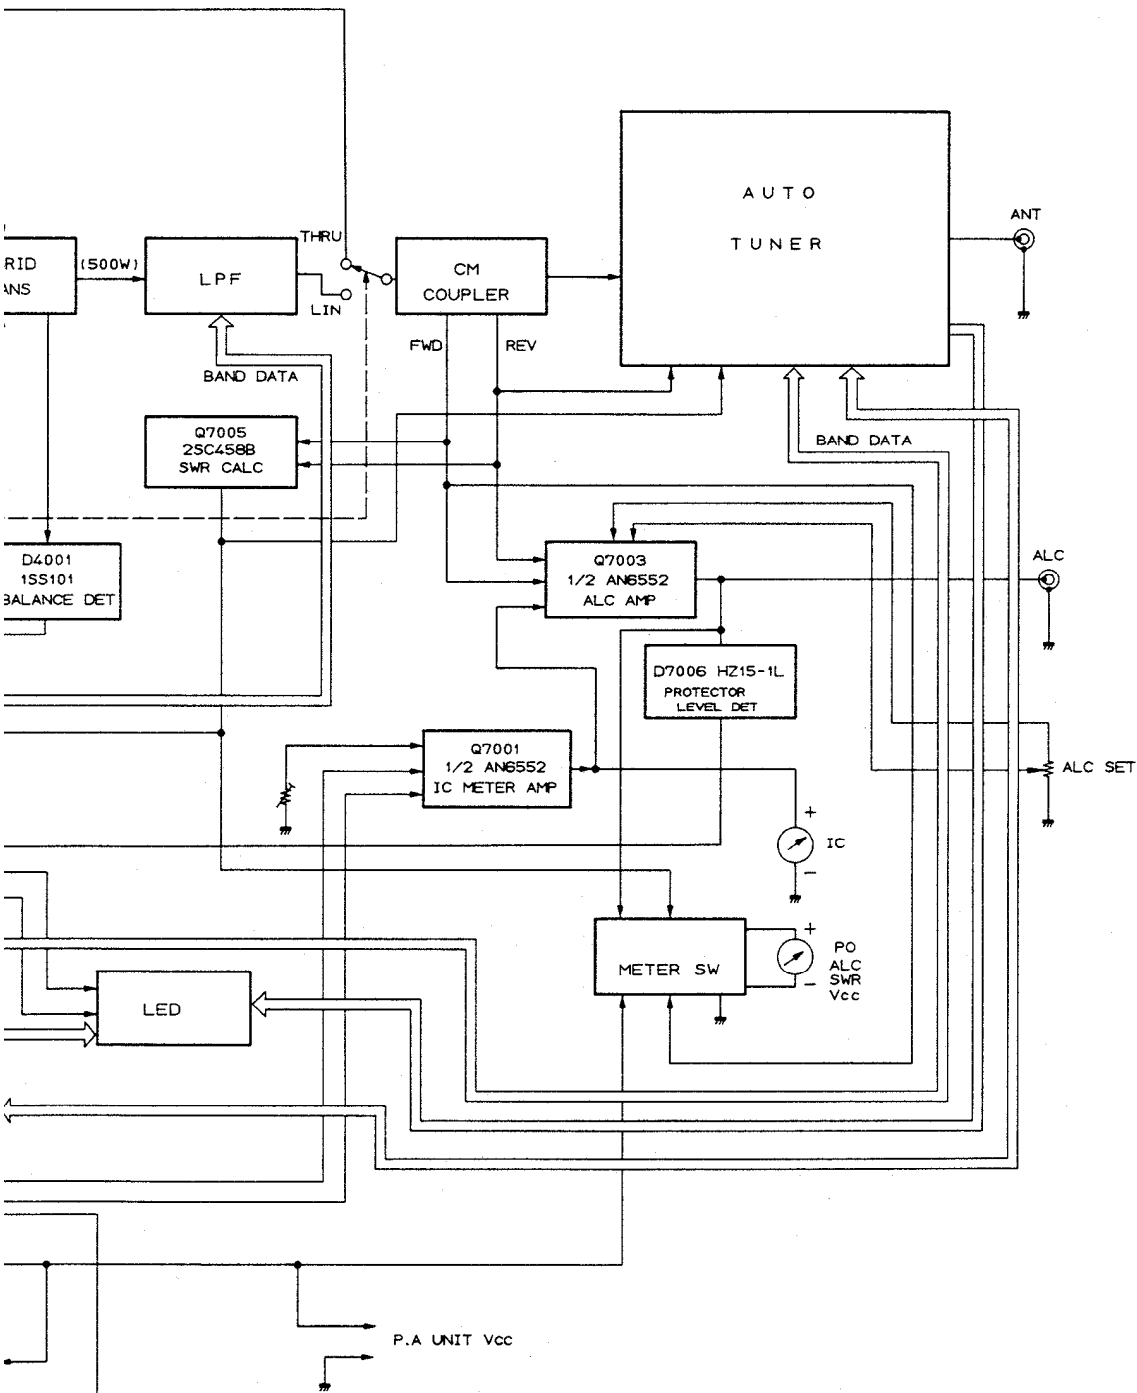 ANT
AUTO
TUNER
THRU
RID
ANS
(500W)
LPF
LIN
CM
COUPLER
FWD
REV
BAND DATA
Q7005
2SC458B
SWR CALC
BAND DATA
D4001
1SS101
BALANCE DET
Q7003
1/2 AN6552
ALC AMP
ALC
D7006 HZ15-1L
PROTECTOR
LEVEL DET
Q7001
1/2 AN6552
IC METER AMP
ALC SET
+
IC
−
METER SW
+
PO
ALC
SWR
−
Vcc
LED
P.A UNIT Vcc